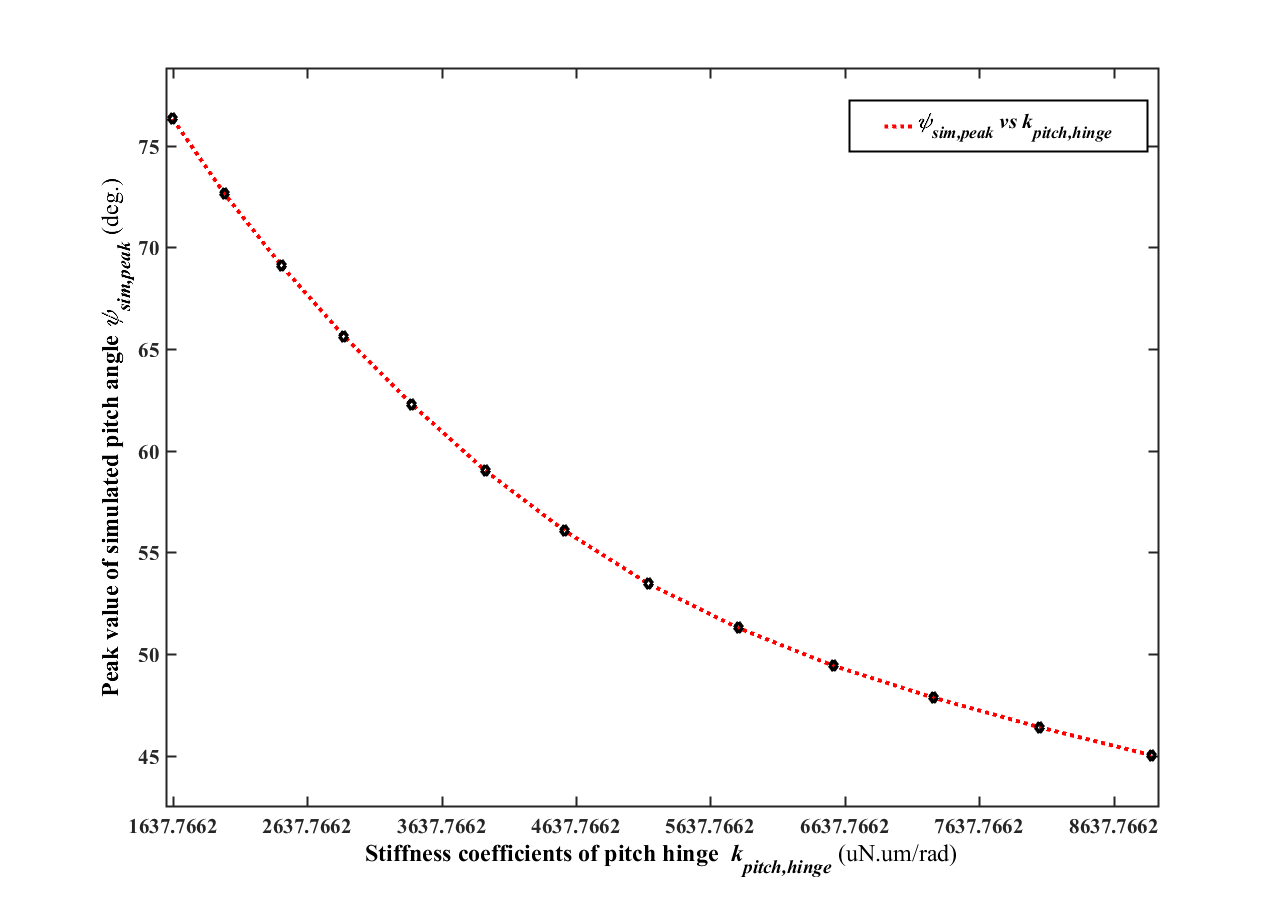 ψsim,peak vs kpitch,hinge
75
70
65
60
55
50
45
Peak value of simulated pitch angle ψsim,peak (deg.)
1637.7662 2637.7662 3637.7662 4637.7662 5637.7662 6637.7662 7637.7662 8637.7662
Stiffness coefficients of pitch hinge kpitch,hinge (uN.um/rad)